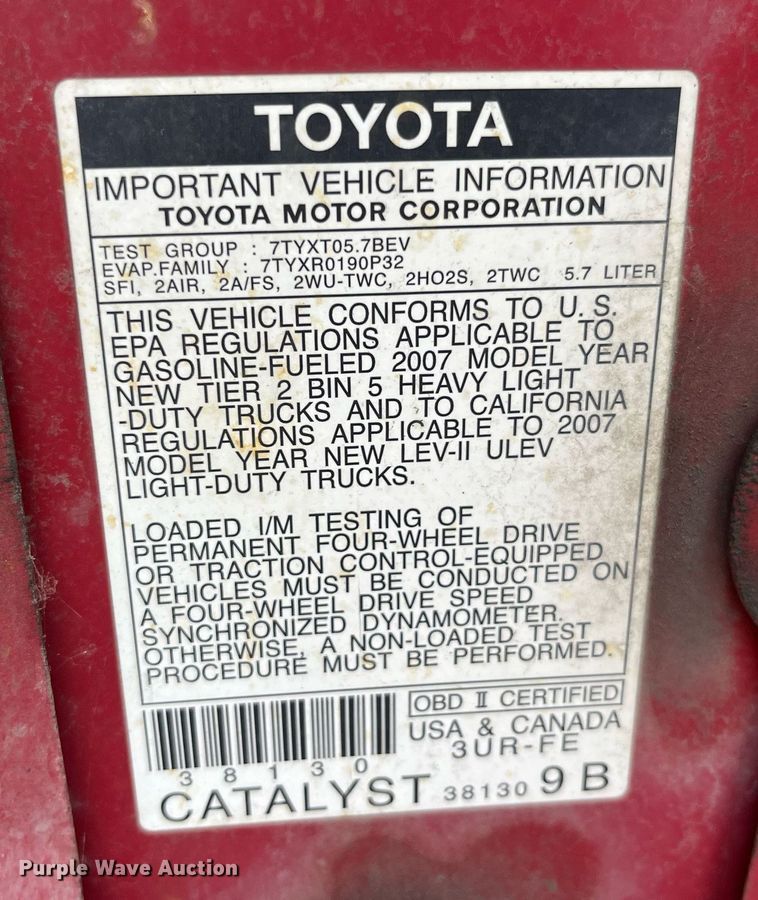 TOYOTA
IMPORTANT VEHICLE INFORMATION
TOYOTA MOTOR CORPORATION
TEST GROUP : 7TYXT05.7BEV
EVAP.FAMILY : 7TYXR0190P32
SFI, 2AIR, 2A/FS, 2WU-TWC, 2HO2S, 2TWC 5.7 LITER
THIS VEHICLE CONFORMS TO U.S.
EPA REGULATIONS APPLICABLE TO
GASOLINE-FUELED 2007 MODEL YEAR
NEW TIER 2 BIN 5 HEAVY LIGHT
-DUTY TRUCKS AND TO CALIFORNIA
REGULATIONS APPLICABLE TO 2007
MODEL YEAR NEW LEV-II ULEV
LIGHT-DUTY TRUCKS.
LOADED I/M TESTING OF
PERMANENT FOUR-WHEEL DRIVE
OR TRACTION CONTROL-EQUIPPED
VEHICLES MUST BE CONDUCTED ON
A FOUR-WHEEL DRIVE SPEED
SYNCHRONIZED DYNAMOMETER.
OTHERWISE, A NON-LOADED TEST
PROCEDURE MUST BE PERFORMED.
OBD II CERTIFIED
USA & CANADA
3UR-FE
38130
CATALYST 38130 9B
Purple Wave Auction